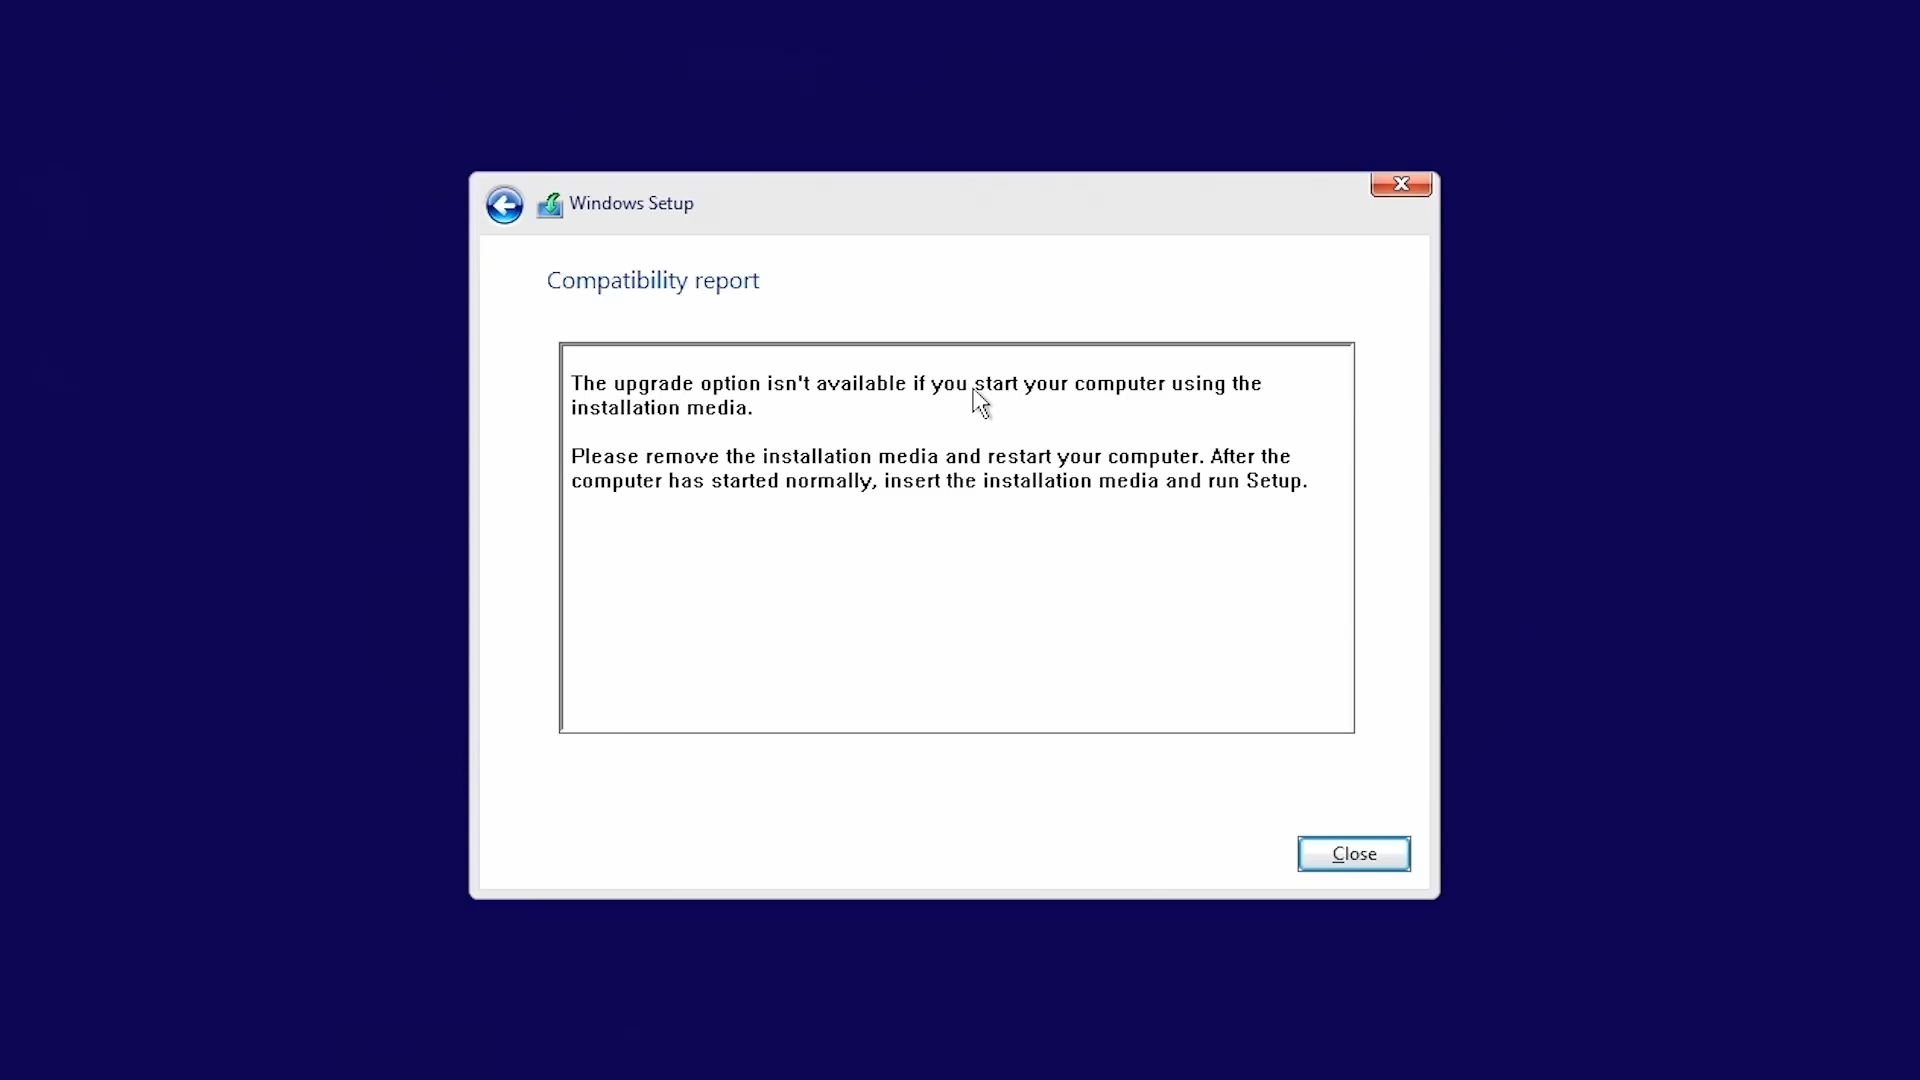 Windows Setup
Compatibility report
The upgrade option isn't available if you start your computer using the
installation media.
Please remove the installation media and restart your computer. After the
computer has started normally, insert the installation media and run Setup.
Close